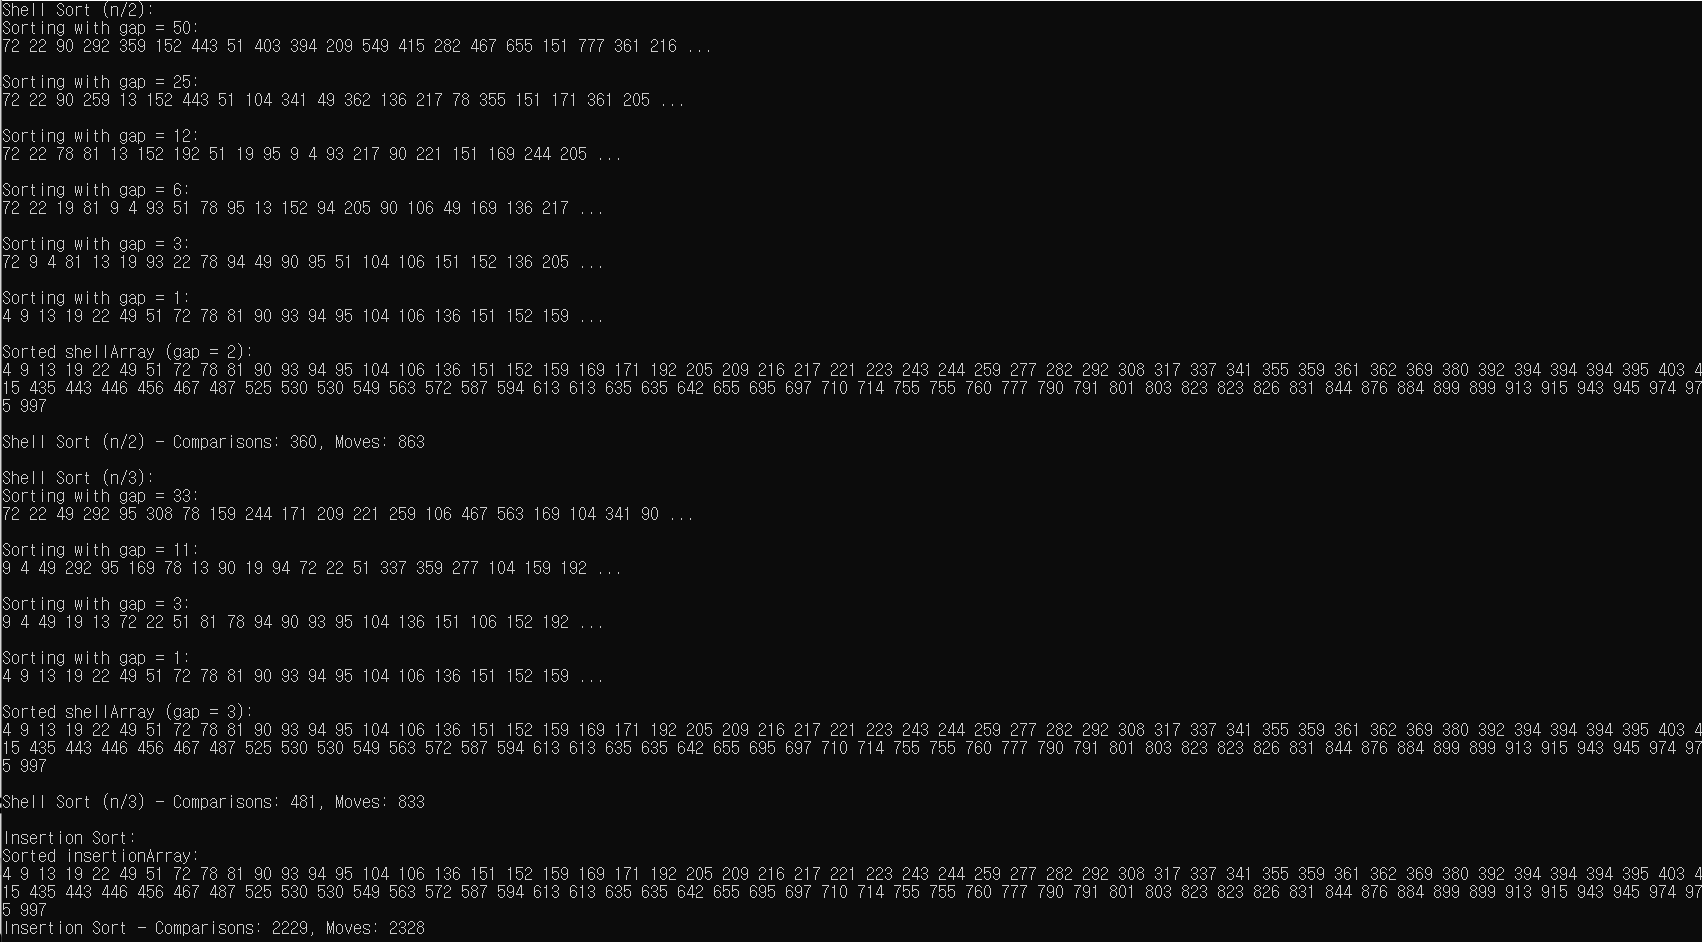 Shell Sort (n/2):
Sorting with gap = 50:
72 22 90 292 359 152 443 51 403 394 209 549 415 282 467 655 151 777 361 216 ...
Sorting with gap = 25:
72 22 90 259 13 152 443 51 104 341 49 362 136 217 78 355 151 171 361 205 ...
Sorting with gap = 12:
72 22 78 81 13 152 192 51 19 95 9 4 93 217 90 221 151 169 244 205 ...
Sorting with gap = 6:
72 22 19 81 9 4 93 51 78 95 13 152 94 205 90 106 49 169 136 217 ...
Sorting with gap = 3:
72 9 4 81 13 19 93 22 78 94 49 90 95 51 104 106 151 152 136 205 ...
Sorting with gap = 1:
4 9 13 19 22 49 51 72 78 81 90 93 94 95 104 106 136 151 152 159 ...
Sorted shellArray (gap = 2):
4 9 13 19 22 49 51 72 78 81 90 93 94 95 104 106 136 151 152 159 169 171 192 205 209 216 217 221 223 243 244 259 277 282 292 308 317 337 341 355 359 361 362 369 380 392 394 394 394 395 403 4
15 435 443 446 456 467 487 525 530 530 549 563 572 587 594 613 613 635 635 642 655 695 697 710 714 755 755 760 777 790 791 801 803 823 823 826 831 844 876 884 899 899 913 915 943 945 974 97
5 997
Shell Sort (n/2) - Comparisons: 360, Moves: 863
Shell Sort (n/3):
Sorting with gap = 33:
72 22 49 292 95 308 78 159 244 171 209 221 259 106 467 563 169 104 341 90 ...
Sorting with gap = 11:
9 4 49 292 95 169 78 13 90 19 94 72 22 51 337 359 277 104 159 192 ...
Sorting with gap = 3:
9 4 49 19 13 72 22 51 81 78 94 90 93 95 104 136 151 106 152 192 ...
Sorting with gap = 1:
4 9 13 19 22 49 51 72 78 81 90 93 94 95 104 106 136 151 152 159 ...
Sorted shellArray (gap = 3):
4 9 13 19 22 49 51 72 78 81 90 93 94 95 104 106 136 151 152 159 169 171 192 205 209 216 217 221 223 243 244 259 277 282 292 308 317 337 341 355 359 361 362 369 380 392 394 394 394 395 403 4
15 435 443 446 456 467 487 525 530 530 549 563 572 587 594 613 613 635 635 642 655 695 697 710 714 755 755 760 777 790 791 801 803 823 823 826 831 844 876 884 899 899 913 915 943 945 974 97
5 997
Shell Sort (n/3) - Comparisons: 481, Moves: 833
Insertion Sort:
Sorted insertionArray:
4 9 13 19 22 49 51 72 78 81 90 93 94 95 104 106 136 151 152 159 169 171 192 205 209 216 217 221 223 243 244 259 277 282 292 308 317 337 341 355 359 361 362 369 380 392 394 394 394 395 403 4
15 435 443 446 456 467 487 525 530 530 549 563 572 587 594 613 613 635 635 642 655 695 697 710 714 755 755 760 777 790 791 801 803 823 823 826 831 844 876 884 899 899 913 915 943 945 974 97
5 997
Insertion Sort - Comparisons: 2229, Moves: 2328